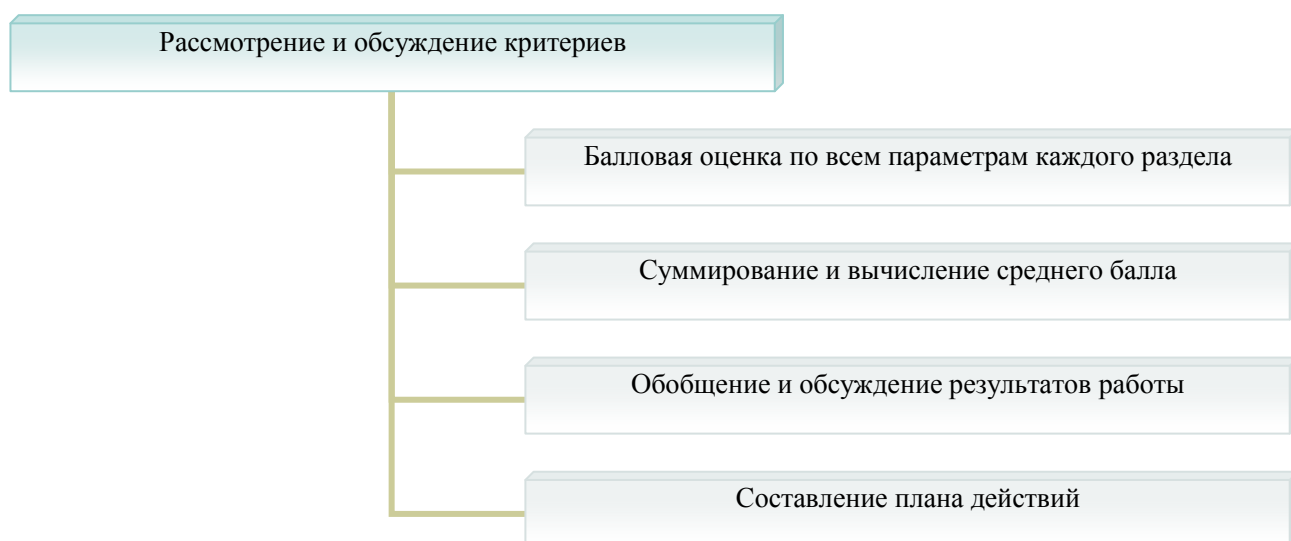 Рассмотрение и обсуждение критериев
Балловая оценка по всем параметрам каждого раздела
Суммирование и вычисление среднего балла
Обобщение и обсуждение результатов работы
Составление плана действий